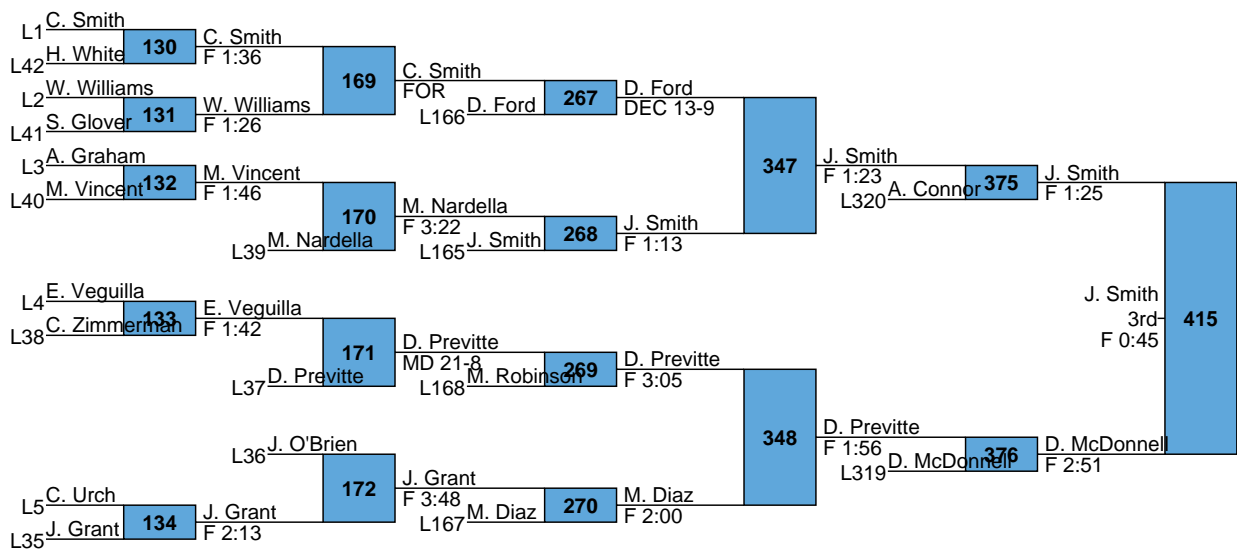 C. Smith
L1
130
C. Smith
F 1:36
H. White
L42
169
C. Smith
FOR
W. Williams
L2
131
W. Williams
F 1:26
S. Glover
L41
267
D. Ford
DEC 13-9
L166
D. Ford
A. Graham
L3
132
M. Vincent
F 1:46
M. Vincent
L40
347
J. Smith
F 1:23
375
J. Smith
F 1:25
L320
A. Connor
170
M. Nardella
F 3:22
L39
M. Nardella
268
J. Smith
F 1:13
L165
J. Smith
E. Veguilla
L4
133
E. Veguilla
F 1:42
C. Zimmerman
L38
J. Smith
3rd
F 0:45
415
171
D. Previtte
MD 21-8
L37
D. Previtte
269
D. Previtte
F 3:05
L168
M. Robinson
348
D. Previtte
F 1:56
376
D. McDonnell
F 2:51
L319
D. McDonnell
L36
J. O'Brien
172
J. Grant
F 3:48
270
M. Diaz
F 2:00
L167
M. Diaz
C. Urch
L5
134
J. Grant
F 2:13
J. Grant
L35